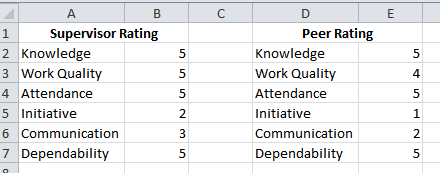 A B C D E
1 Supervisor Rating Peer Rating
2 Knowledge 5 Knowledge 5
3 Work Quality 5 Work Quality 4
4 Attendance 5 Attendance 5
5 Initiative 2 Initiative 1
6 Communication 3 Communication 2
7 Dependability 5 Dependability 5